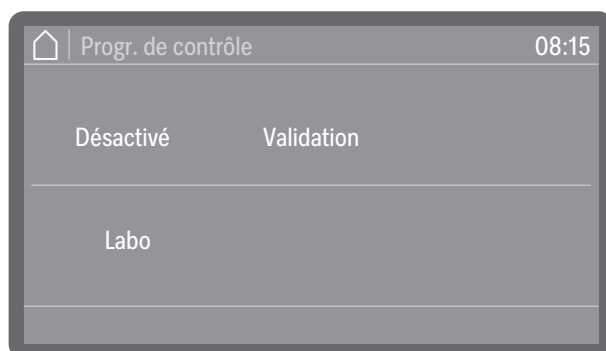 Progr. de contrôle 08:15
Désactivé Validation
Labo